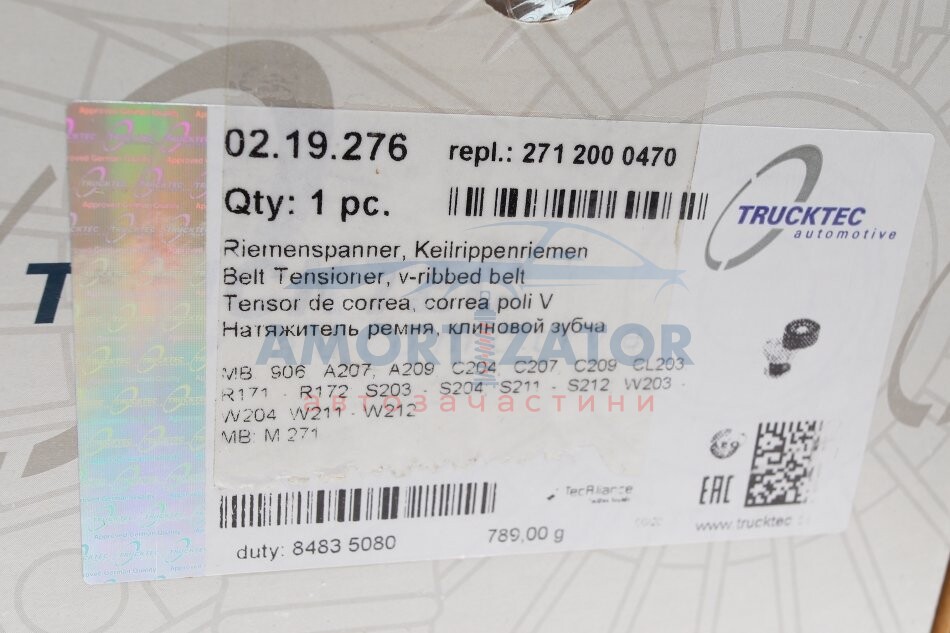 02.19.276 repl.: 271 200 0470
Qty: 1 pc.
TRUCKTEC
automotive
Riemenspanner, Keilrippenriemen
Belt Tensioner, v-ribbed belt
Tensor de correa, correa poli V
Натяжитель ремня, клиновой зубча
AMORTIZATOR
автозачастини
MB: 906 A207, A209 C204, C207, C209 CL203
R171 - R172 S203 - S204 S211 - S212 W203 -
W204 W211 - W212
MB: M 271
TecAlliance
EAC
www.trucktec
duty: 8483 5080 789,00 g